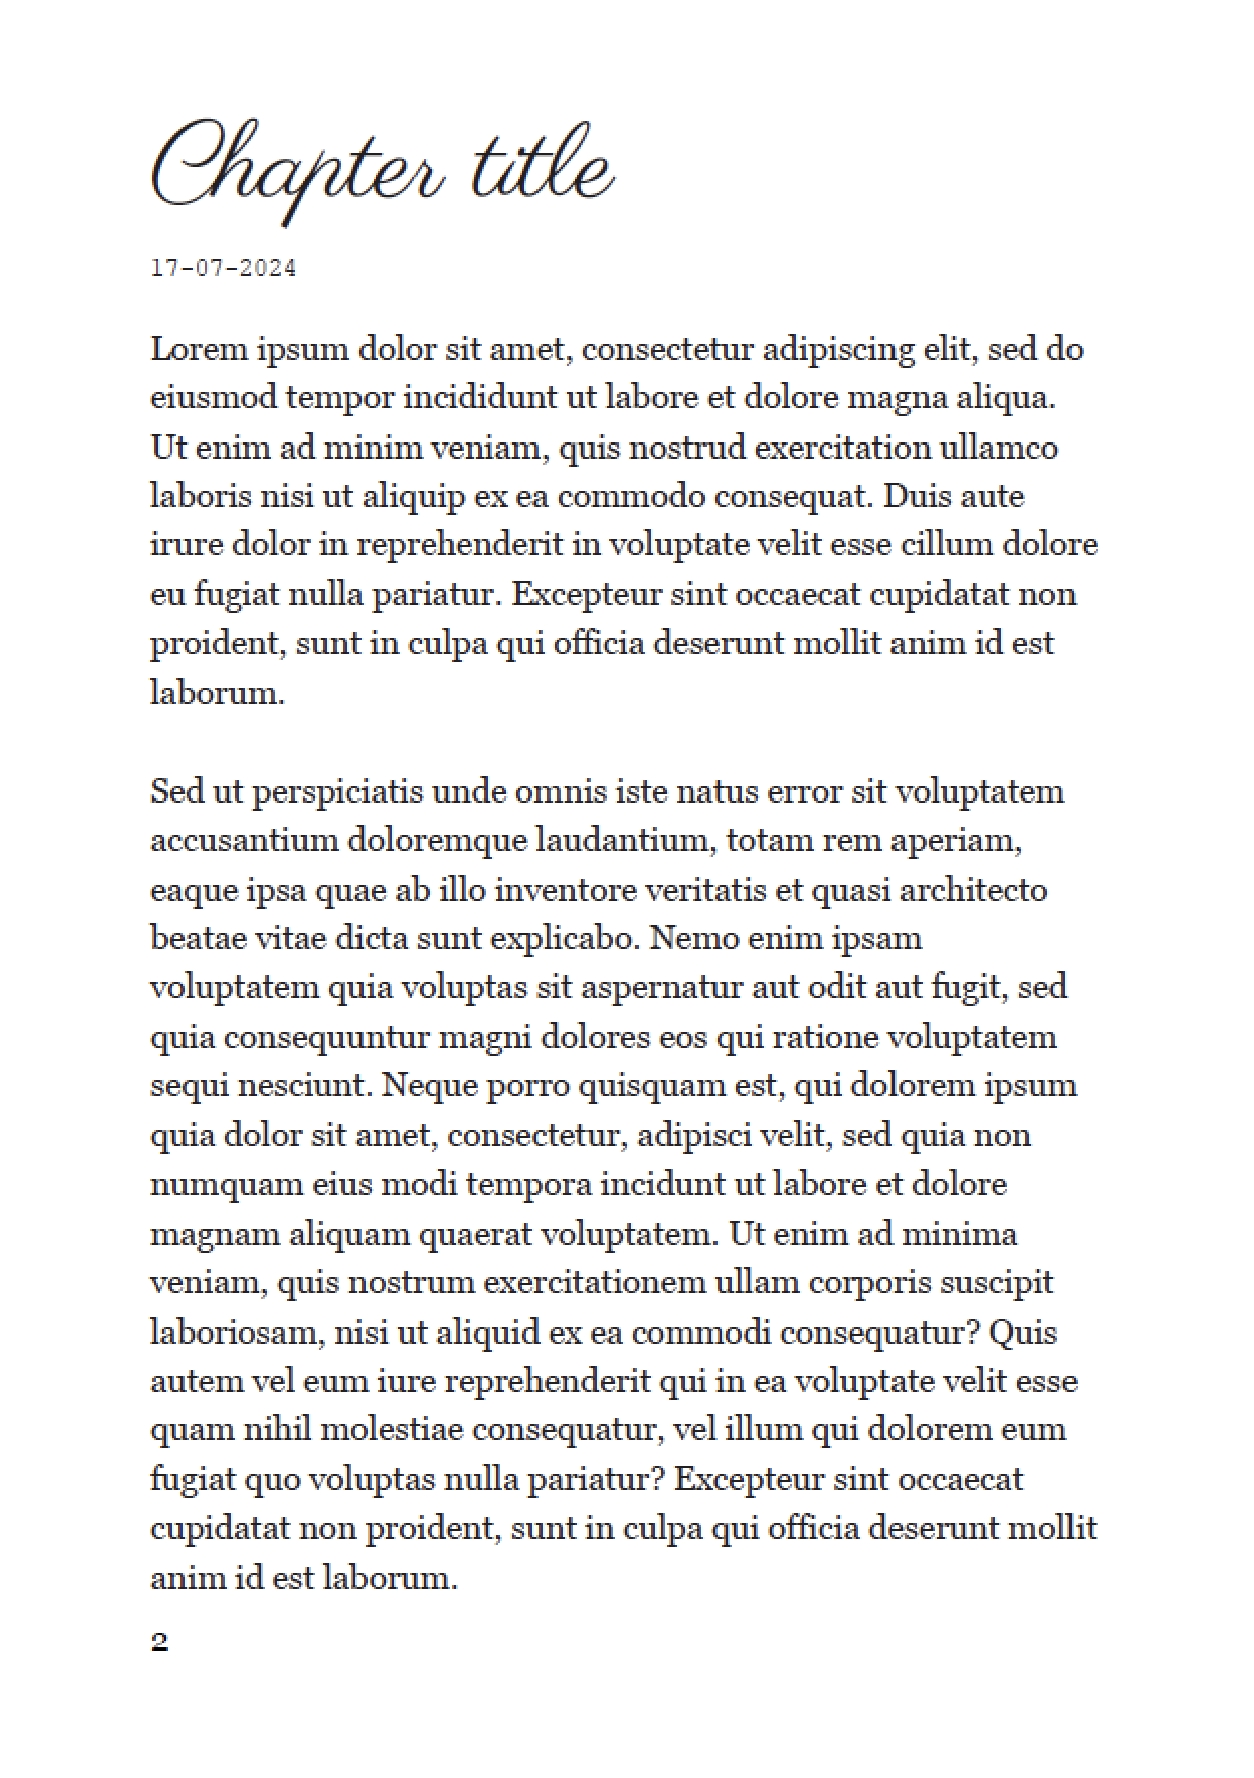 Chapter title
17-07-2024
Lorem ipsum dolor sit amet, consectetur adipiscing elit, sed do
eiusmod tempor incididunt ut labore et dolore magna aliqua.
Ut enim ad minim veniam, quis nostrud exercitation ullamco
laboris nisi ut aliquip ex ea commodo consequat. Duis aute
irure dolor in reprehenderit in voluptate velit esse cillum dolore
eu fugiat nulla pariatur. Excepteur sint occaecat cupidatat non
proident, sunt in culpa qui officia deserunt mollit anim id est
laborum.
Sed ut perspiciatis unde omnis iste natus error sit voluptatem
accusantium doloremque laudantium, totam rem aperiam,
eaque ipsa quae ab illo inventore veritatis et quasi architecto
beatae vitae dicta sunt explicabo. Nemo enim ipsam
voluptatem quia voluptas sit aspernatur aut odit aut fugit, sed
quia consequuntur magni dolores eos qui ratione voluptatem
sequi nesciunt. Neque porro quisquam est, qui dolorem ipsum
quia dolor sit amet, consectetur, adipisci velit, sed quia non
numquam eius modi tempora incidunt ut labore et dolore
magnam aliquam quaerat voluptatem. Ut enim ad minima
veniam, quis nostrum exercitationem ullam corporis suscipit
laboriosam, nisi ut aliquid ex ea commodi consequatur? Quis
autem vel eum iure reprehenderit qui in ea voluptate velit esse
quam nihil molestiae consequatur, vel illum qui dolorem eum
fugiat quo voluptas nulla pariatur? Excepteur sint occaecat
cupidatat non proident, sunt in culpa qui officia deserunt mollit
anim id est laborum.
2